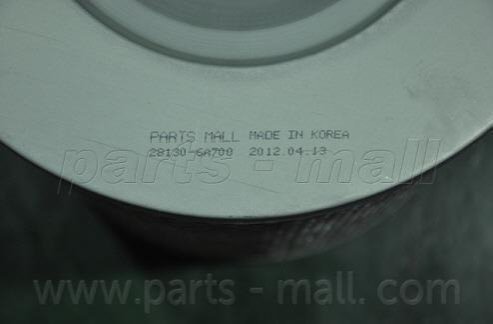 PARTS MALL MADE IN KOREA
28130-6A700 2012.04.13
parts - mall
www.parts - mall.com